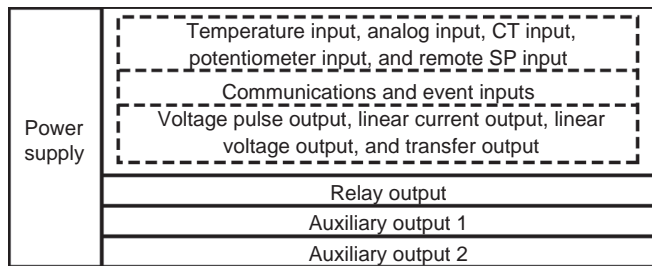 Power
supply
Temperature input, analog input, CT input,
potentiometer input, and remote SP input
Communications and event inputs
Voltage pulse output, linear current output, linear
voltage output, and transfer output
Relay output
Auxiliary output 1
Auxiliary output 2